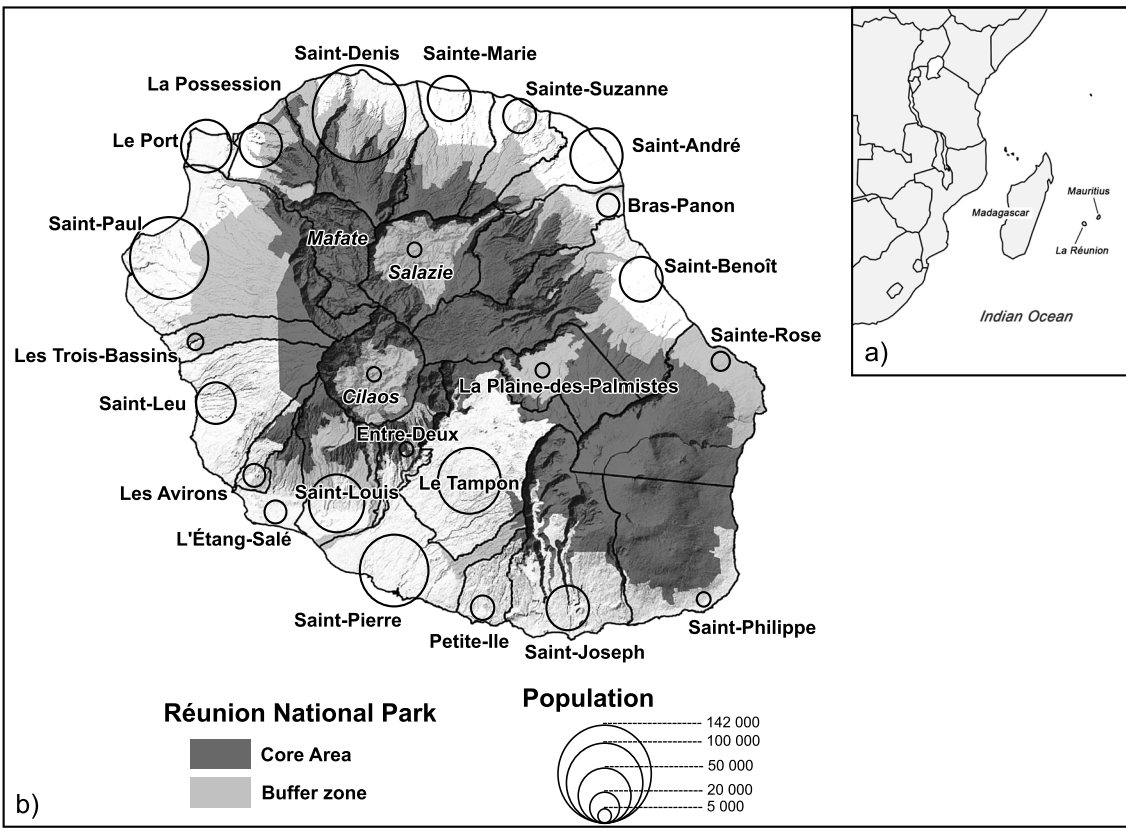 Saint-Denis
Sainte-Marie
La Possession
Sainte-Suzanne
Le Port
Saint-André
Bras-Panon
Saint-Paul
Mafate
Salazie
Saint-Benoît
Sainte-Rose
Les Trois-Bassins
La Plaine-des-Palmistes
Cilaos
Saint-Leu
Entre-Deux
Le Tampon
Les Avirons
Saint-Louis
L'Étang-Salé
Saint-Pierre
Petite-Ile
Saint-Joseph
Saint-Philippe
Madagascar
Mauritius
La Réunion
Indian Ocean
a)
Réunion National Park
Core Area
Buffer zone
Population
142 000
100 000
50 000
20 000
5 000
b)